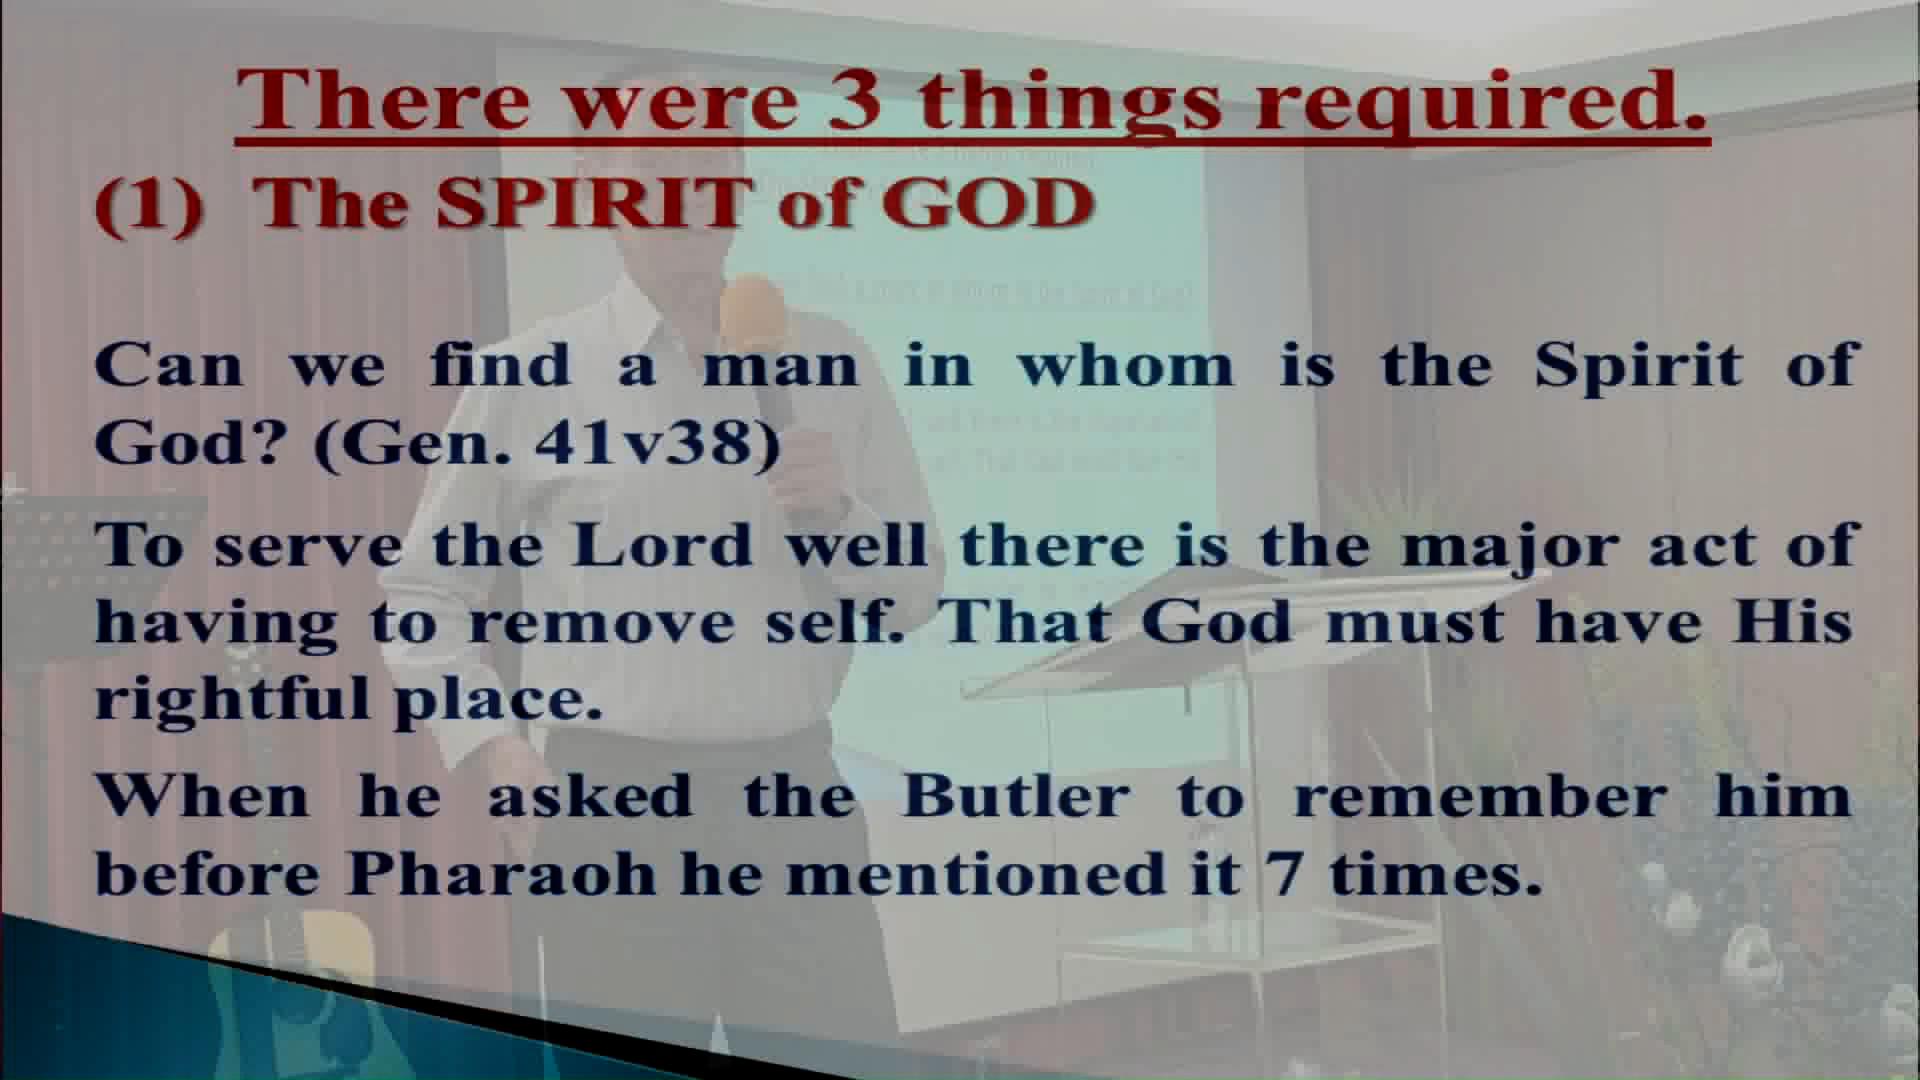 There were 3 things required.
(1) The SPIRIT of GOD
Can we find a man in whom is the Spirit of
God? (Gen. 41v38)
To serve the Lord well there is the major act of
having to remove self. That God must have His
rightful place.
When he asked the Butler to remember him
before Pharaoh he mentioned it 7 times.